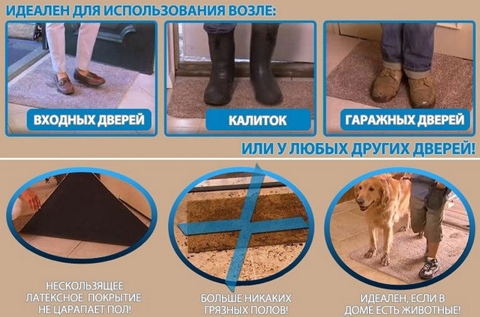 ИДЕАЛЕН ДЛЯ ИСПОЛЬЗОВАНИЯ ВОЗЛЕ:
ВХОДНЫХ ДВЕРЕЙ
КАЛИТОК
ГАРАЖНЫХ ДВЕРЕЙ
ИЛИ У ЛЮБЫХ ДРУГИХ ДВЕРЕЙ!
НЕСКОЛЬЗЯЩЕЕ
ЛАТЕКСНОЕ ПОКРЫТИЕ
НЕ ЦАРАПАЕТ ПОЛ!
БОЛЬШЕ НИКАКИХ
ГРЯЗНЫХ ПОЛОВ!
ИДЕАЛЕН, ЕСЛИ В
ДОМЕ ЕСТЬ ЖИВОТНЫЕ!